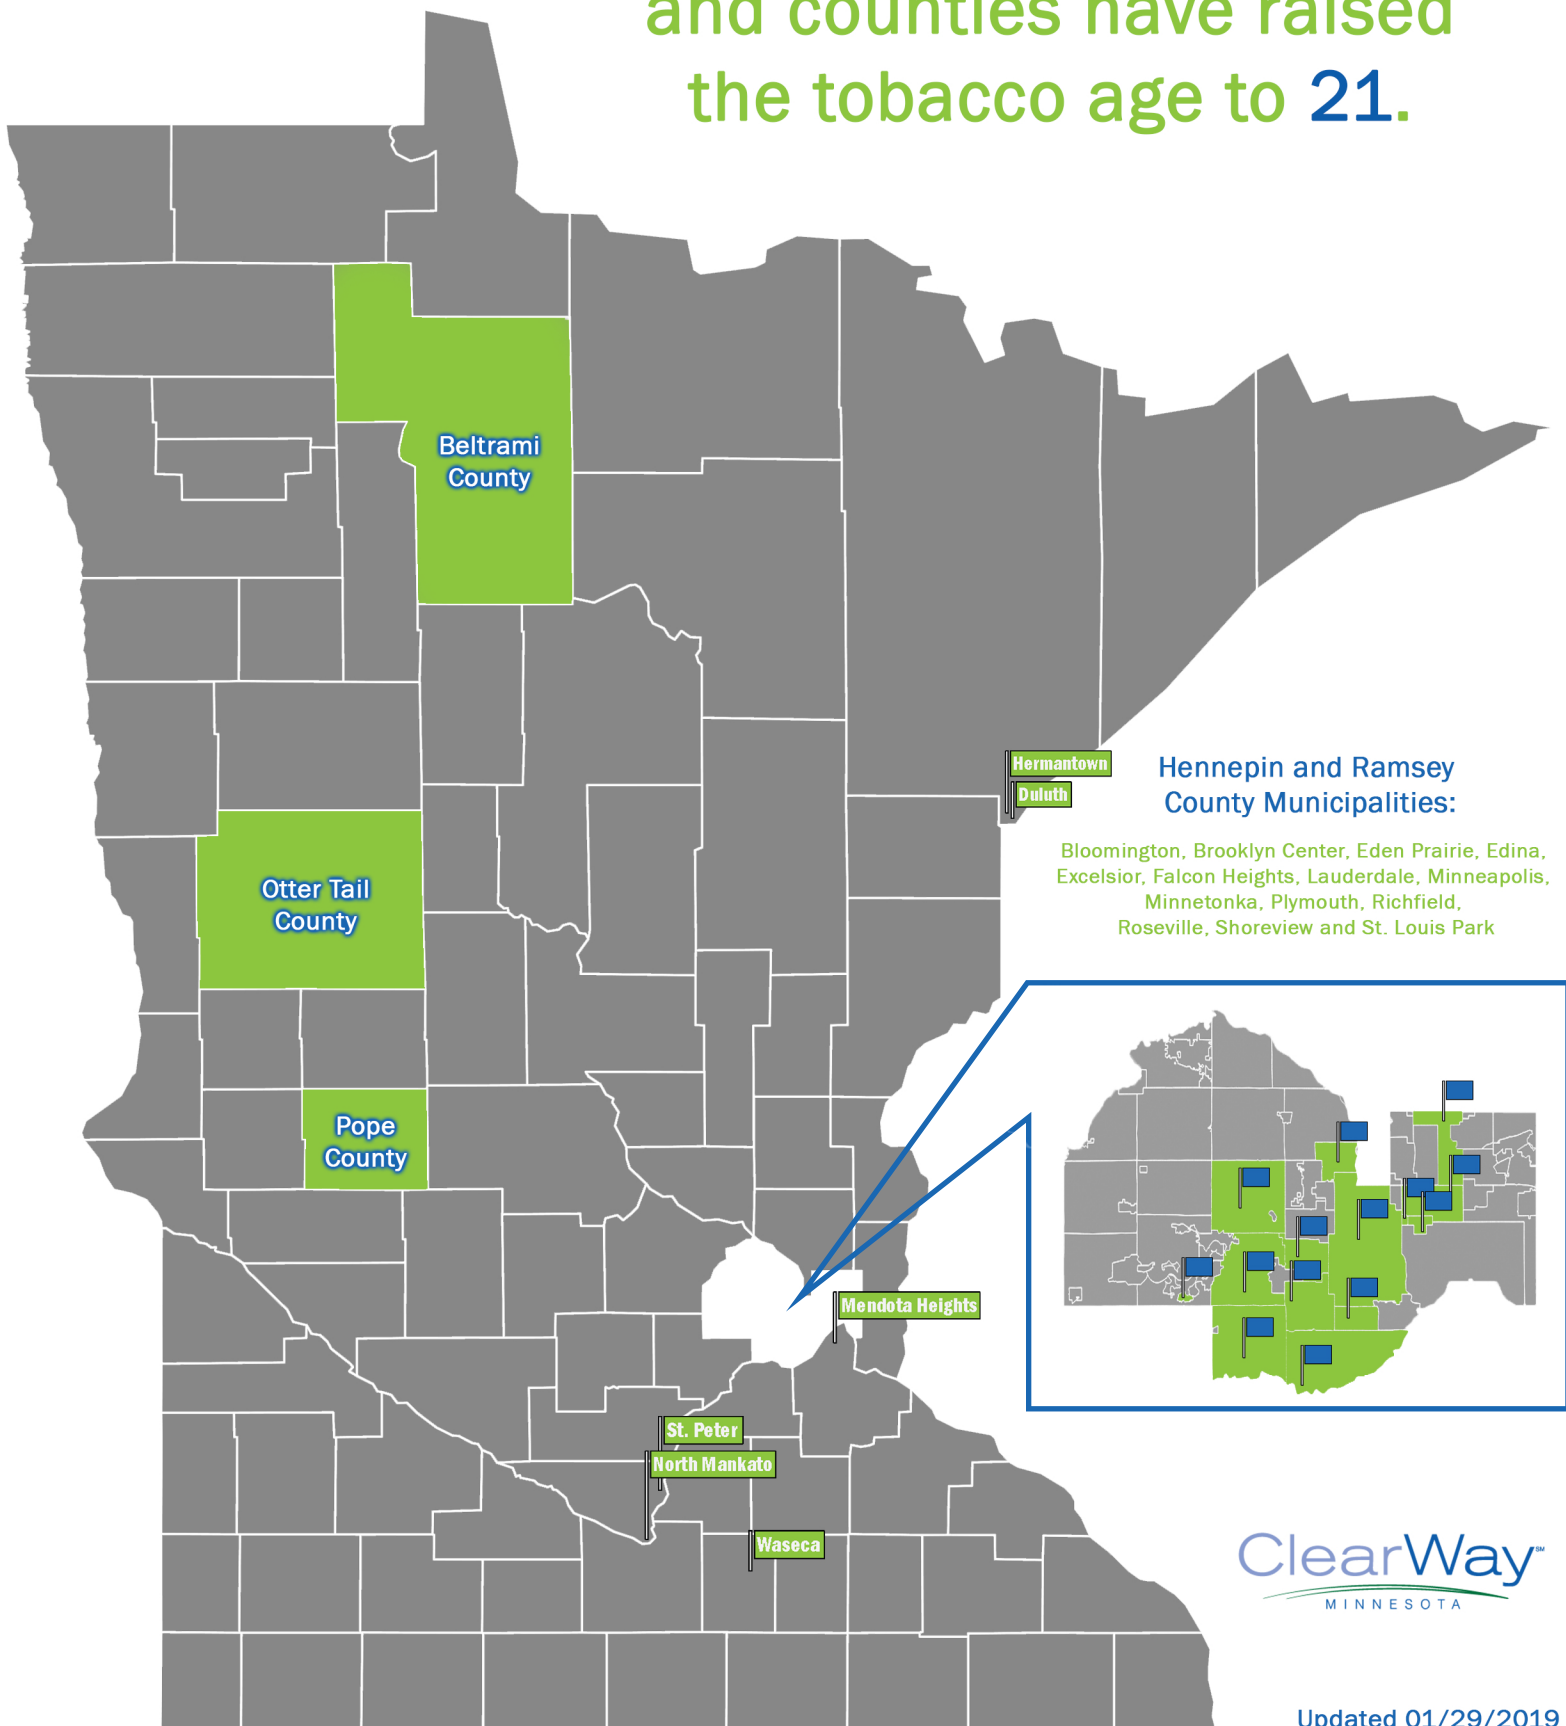 and counties have raised
the tobacco age to 21.
Beltrami
County
Hermantown
Duluth
Hennepin and Ramsey
County Municipalities:
Bloomington, Brooklyn Center, Eden Prairie, Edina,
Excelsior, Falcon Heights, Lauderdale, Minneapolis,
Minnetonka, Plymouth, Richfield,
Roseville, Shoreview and St. Louis Park
Otter Tail
County
Pope
County
Mendota Heights
St. Peter
North Mankato
Waseca
ClearWay℠
MINNESOTA
Updated 01/29/2019